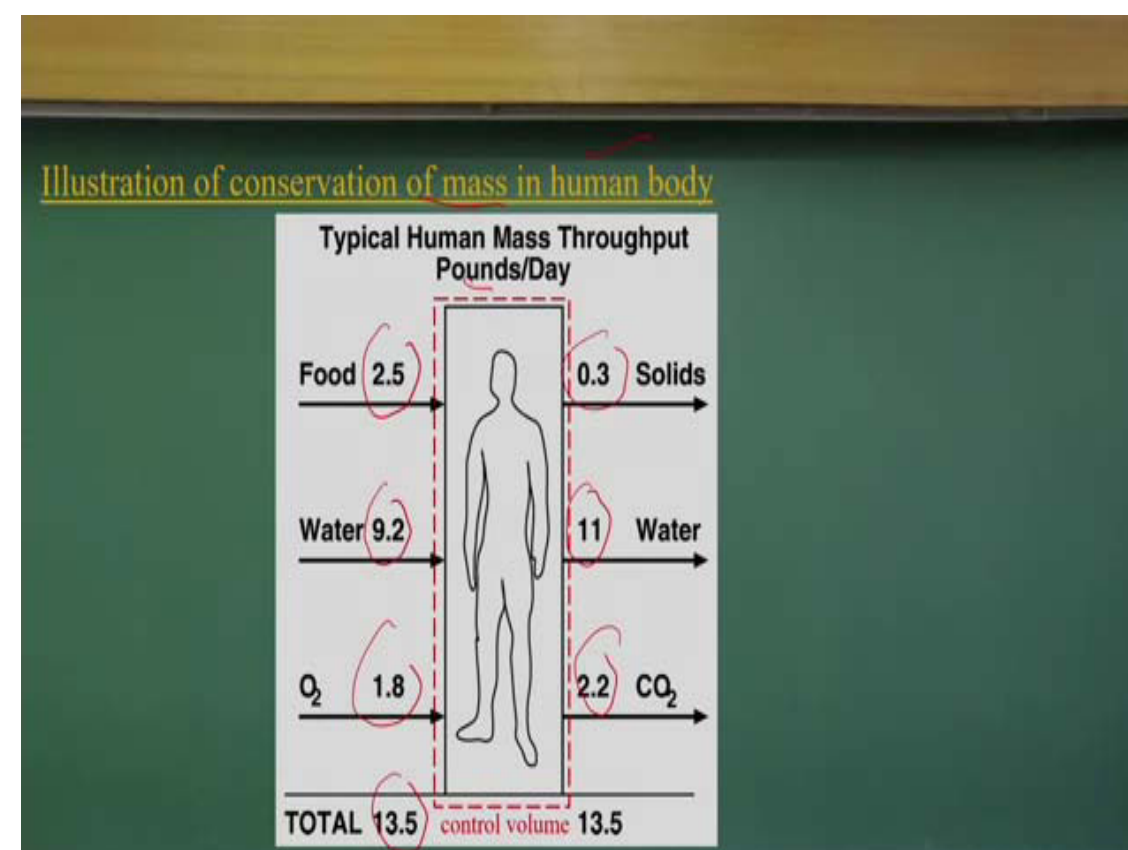 Illustration of conservation of mass in human body
Typical Human Mass Throughput
Pounds/Day
Food 2.5 0.3 Solids
Water 9.2 11 Water
O2 1.8 2.2 CO2
TOTAL 13.5 control volume 13.5